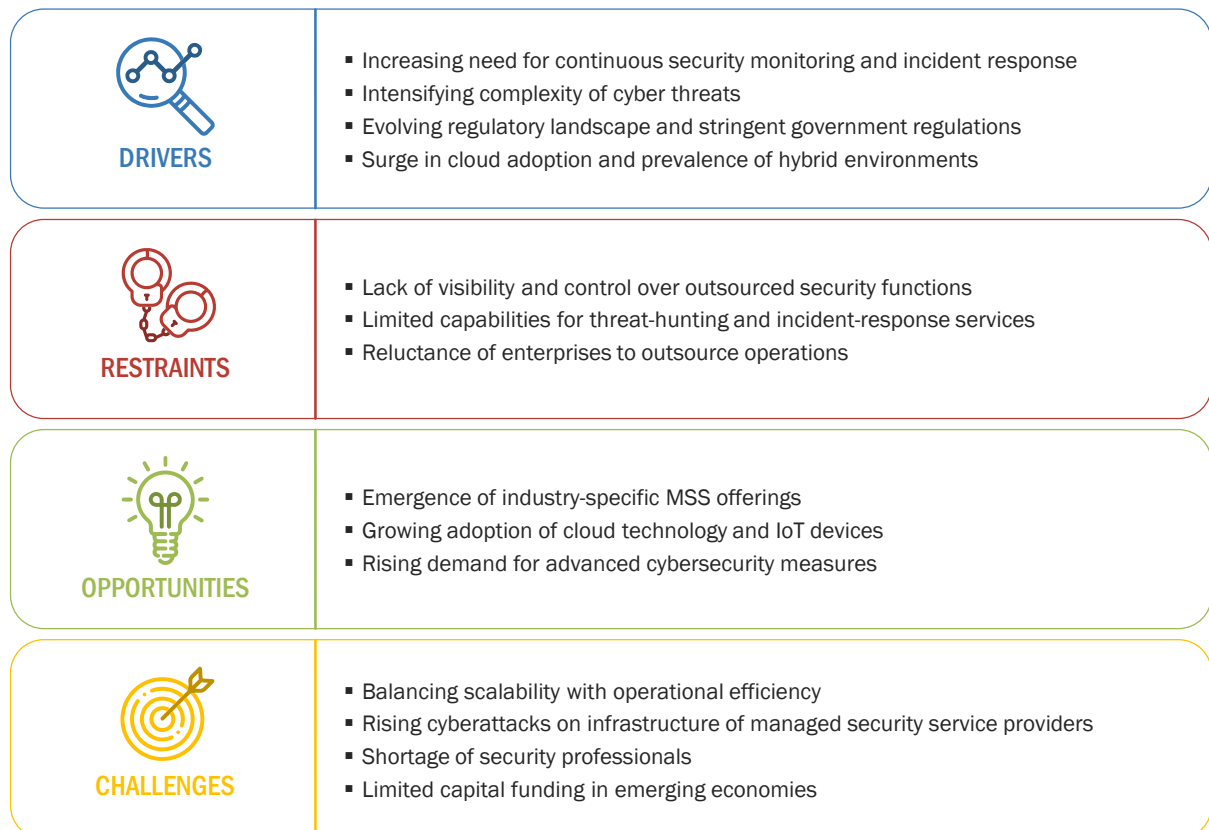 DRIVERS
▪ Increasing need for continuous security monitoring and incident response
▪ Intensifying complexity of cyber threats
▪ Evolving regulatory landscape and stringent government regulations
▪ Surge in cloud adoption and prevalence of hybrid environments
RESTRAINTS
▪ Lack of visibility and control over outsourced security functions
▪ Limited capabilities for threat-hunting and incident-response services
▪ Reluctance of enterprises to outsource operations
OPPORTUNITIES
▪ Emergence of industry-specific MSS offerings
▪ Growing adoption of cloud technology and IoT devices
▪ Rising demand for advanced cybersecurity measures
CHALLENGES
▪ Balancing scalability with operational efficiency
▪ Rising cyberattacks on infrastructure of managed security service providers
▪ Shortage of security professionals
▪ Limited capital funding in emerging economies